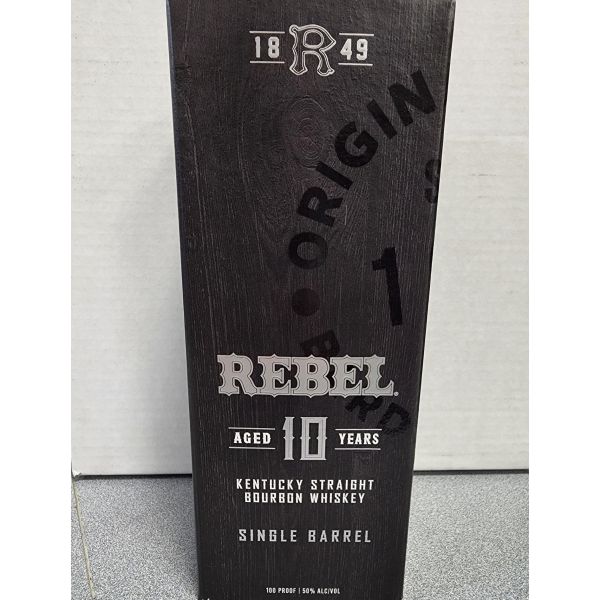 18 R 49
ORIGIN
1
REBEL®
AGED 10 YEARS
KENTUCKY STRAIGHT
BOURBON WHISKEY
SINGLE BARREL
100 PROOF | 50% ALC/VOL